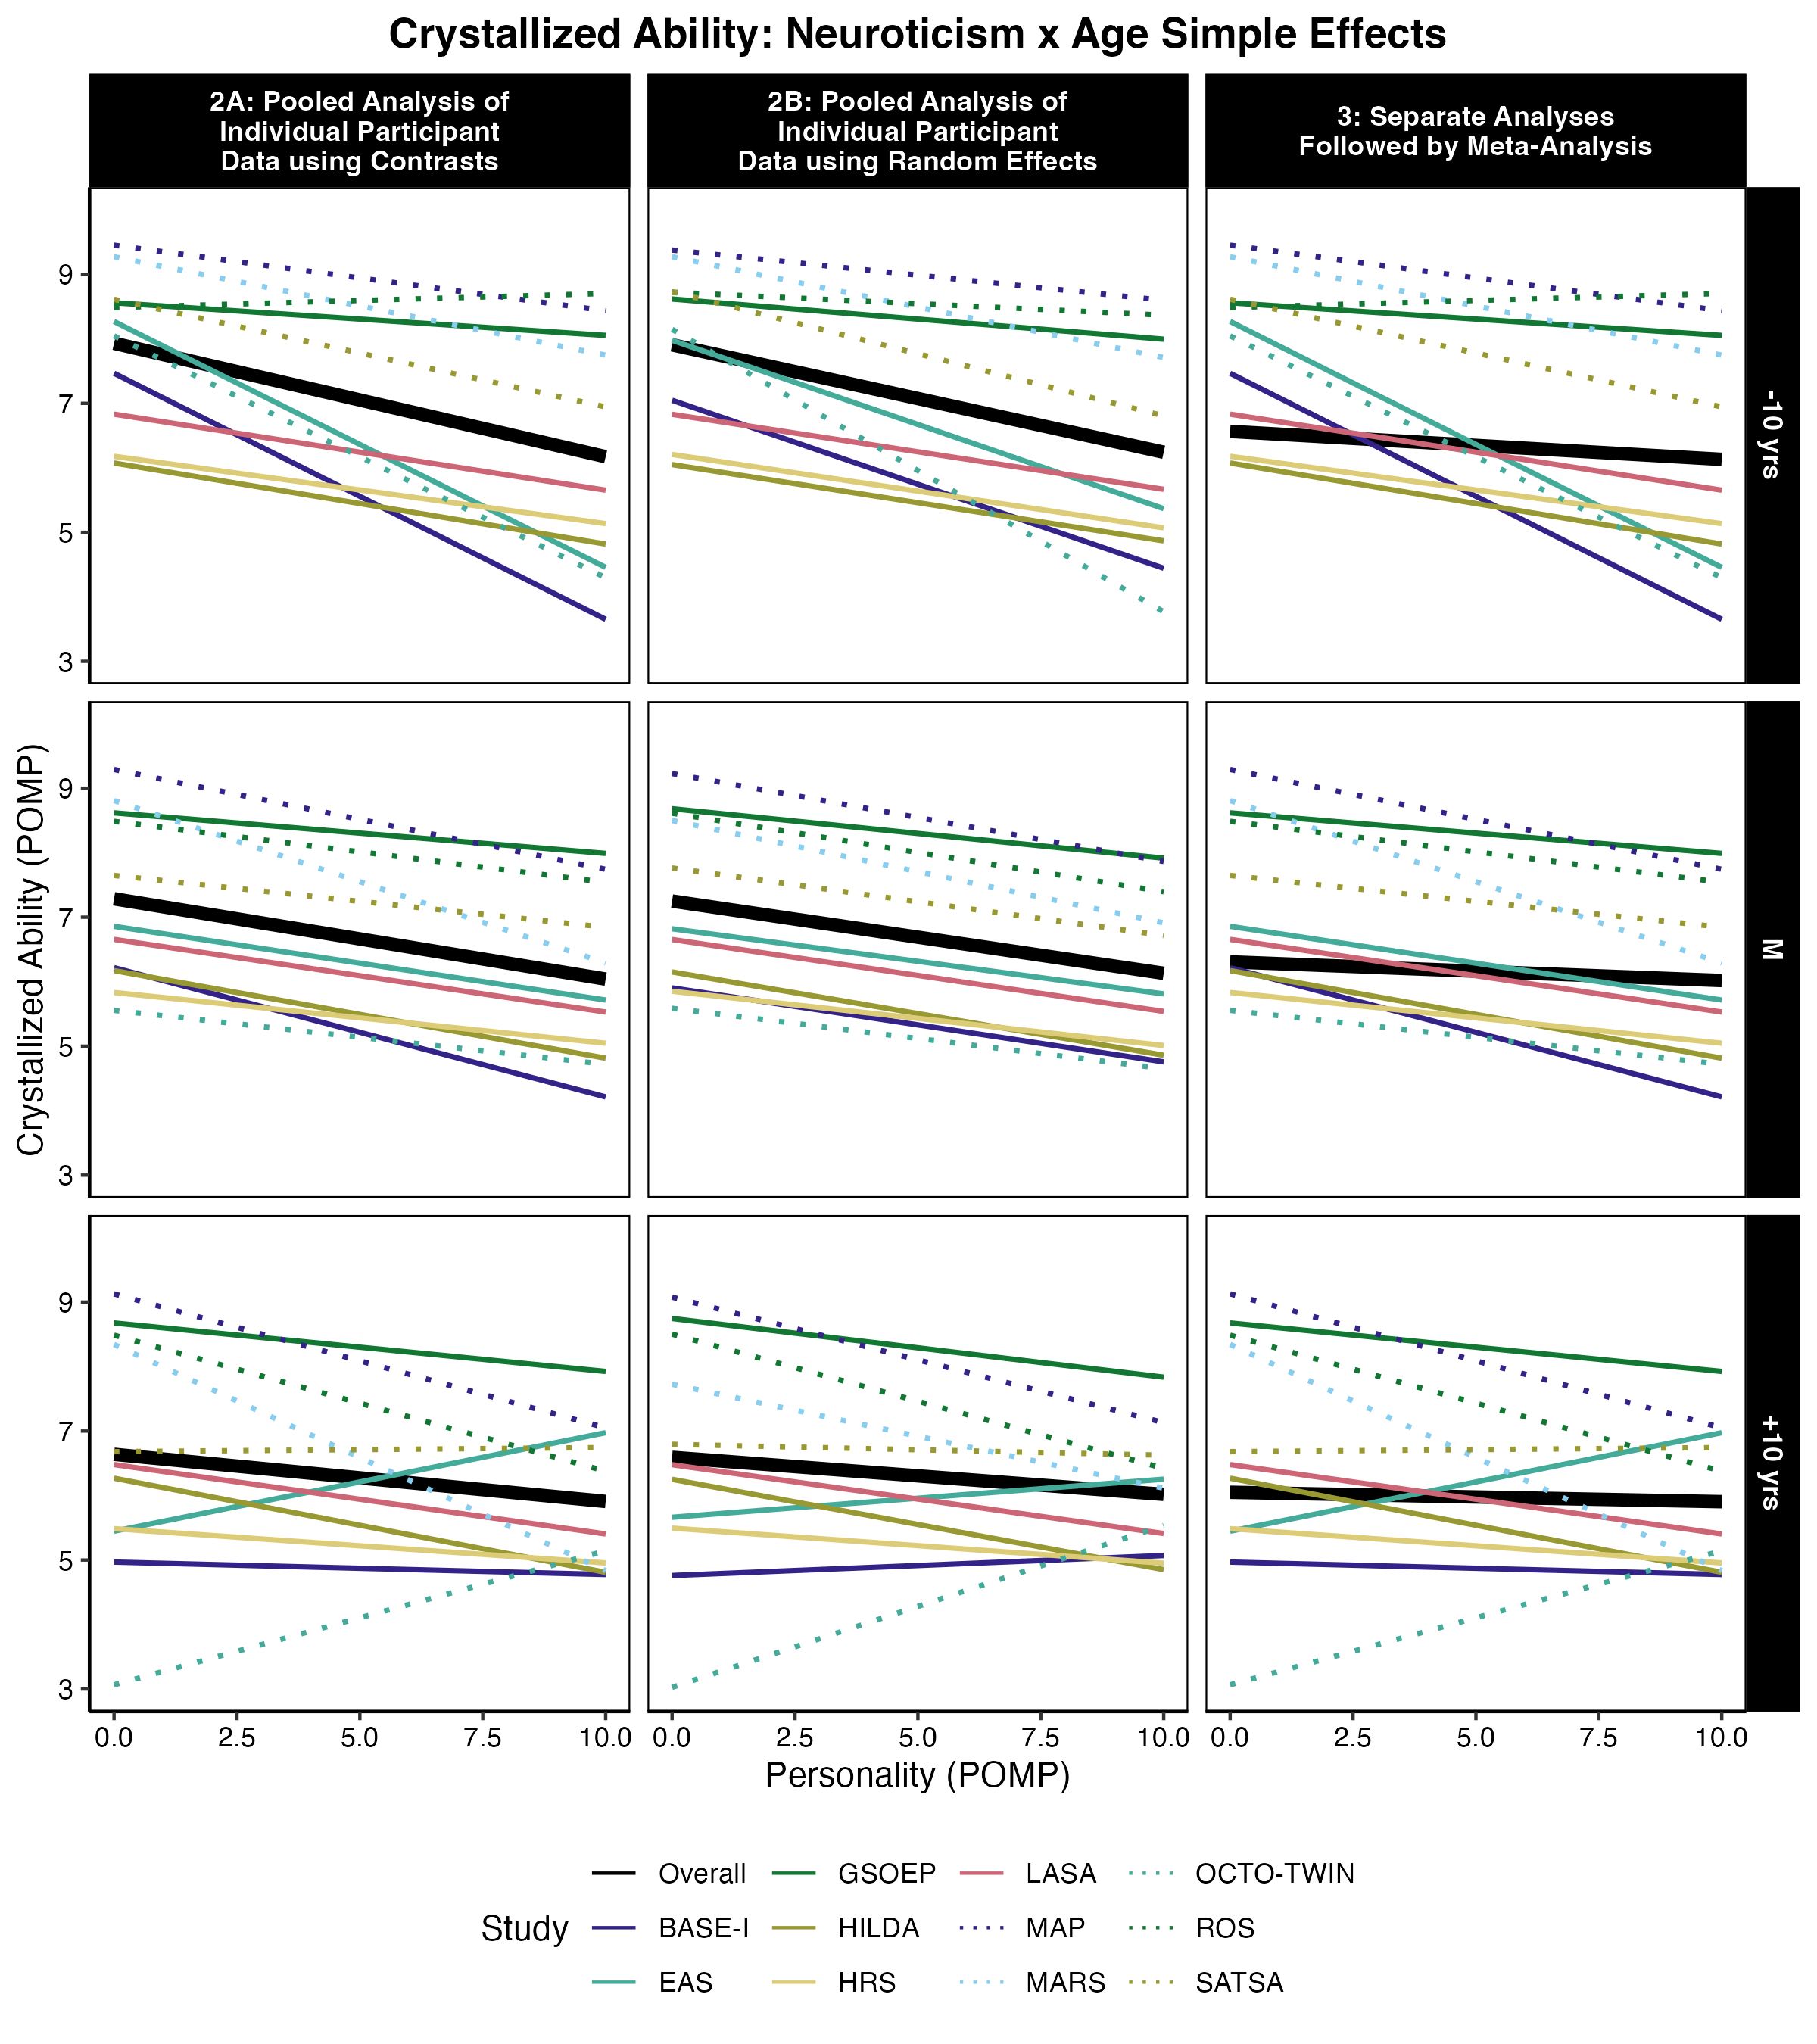 Crystallized Ability: Neuroticism x Age Simple Effects
2A: Pooled Analysis of
Individual Participant
Data using Contrasts
2B: Pooled Analysis of
Individual Participant
Data using Random Effects
3: Separate Analyses
Followed by Meta-Analysis
9
7
5
3
-10 yrs
Crystallized Ability (POMP)
9
7
5
3
M
9
7
5
3
+10 yrs
0.0 2.5 5.0 7.5 10.0
0.0 2.5 5.0 7.5 10.0
0.0 2.5 5.0 7.5 10.0
Personality (POMP)
Study
Overall GSOEP LASA OCTO-TWIN
BASE-I HILDA MAP ROS
EAS HRS MARS SATSA